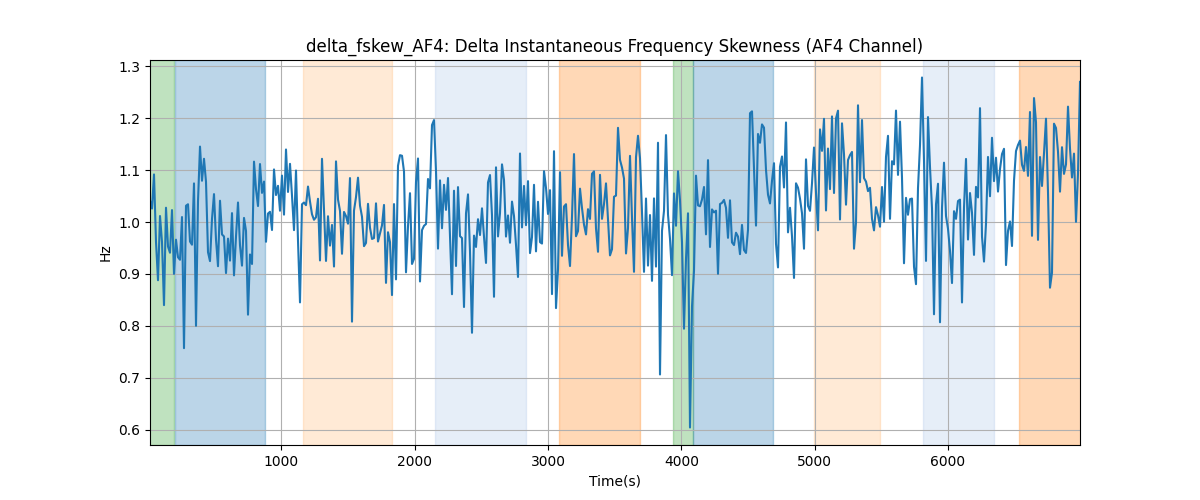 delta_fskew_AF4: Delta Instantaneous Frequency Skewness (AF4 Channel)
1.3
1.2
1.1
1.0
0.9
0.8
0.7
0.6
Hz
1000 2000 3000 4000 5000 6000
Time(s)